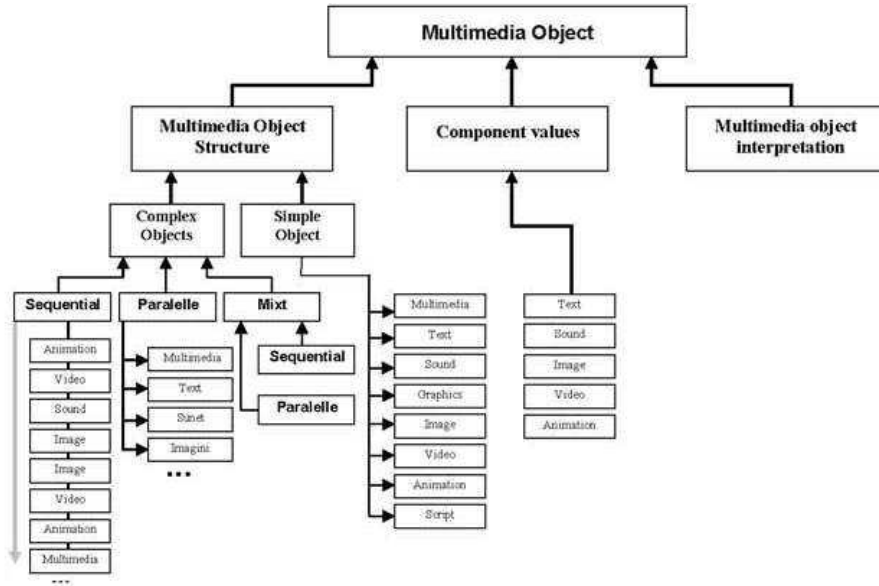 Multimedia Object
Multimedia Object
Structure
Component values
Multimedia object
interpretation
Complex
Objects
Simple
Object
Sequential
Paralelle
Mixt
Animation
Video
Sound
Image
Image
Video
Animation
Multimedia
...
Multimedia
Text
Sunet
Imagini
...
Sequential
Paralelle
Multimedia
Text
Sound
Graphics
Image
Video
Animation
Script
Text
Sound
Image
Video
Animation